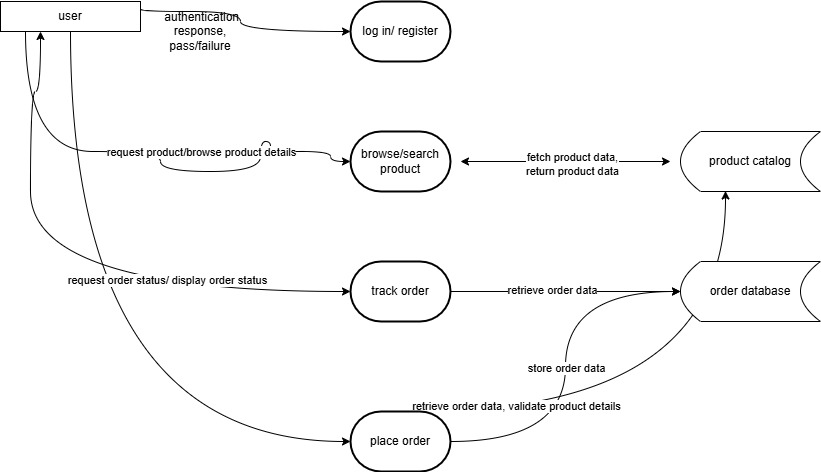 user
authentication
response,
pass/failure
log in/ register
request product/browse product details
browse/search
product
fetch product data,
return product data
product catalog
request order status/ display order status
track order
retrieve order data
order database
store order data
retrieve order data, validate product details
place order